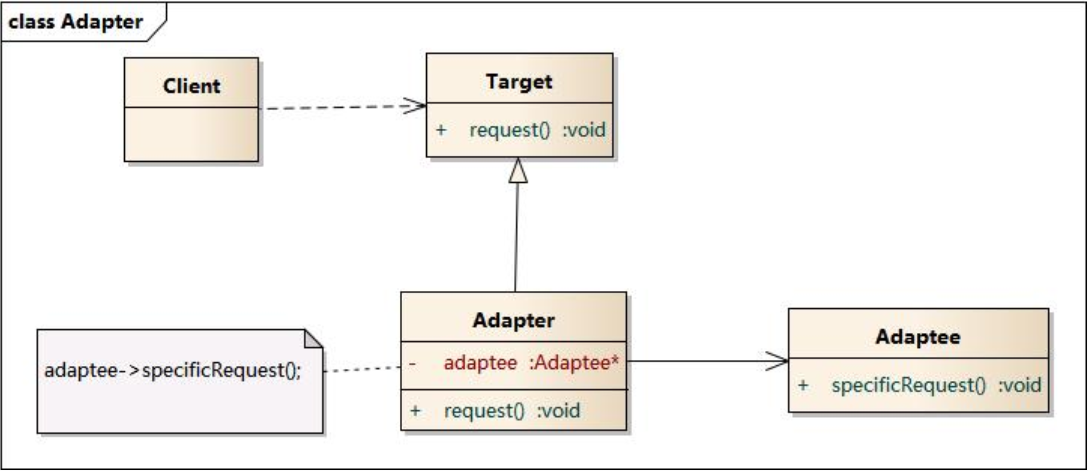 class Adapter
Client
Target
+ request() :void
Adapter
- adaptee :Adaptee*
+ request() :void
adaptee->specificRequest();
Adaptee
+ specificRequest() :void